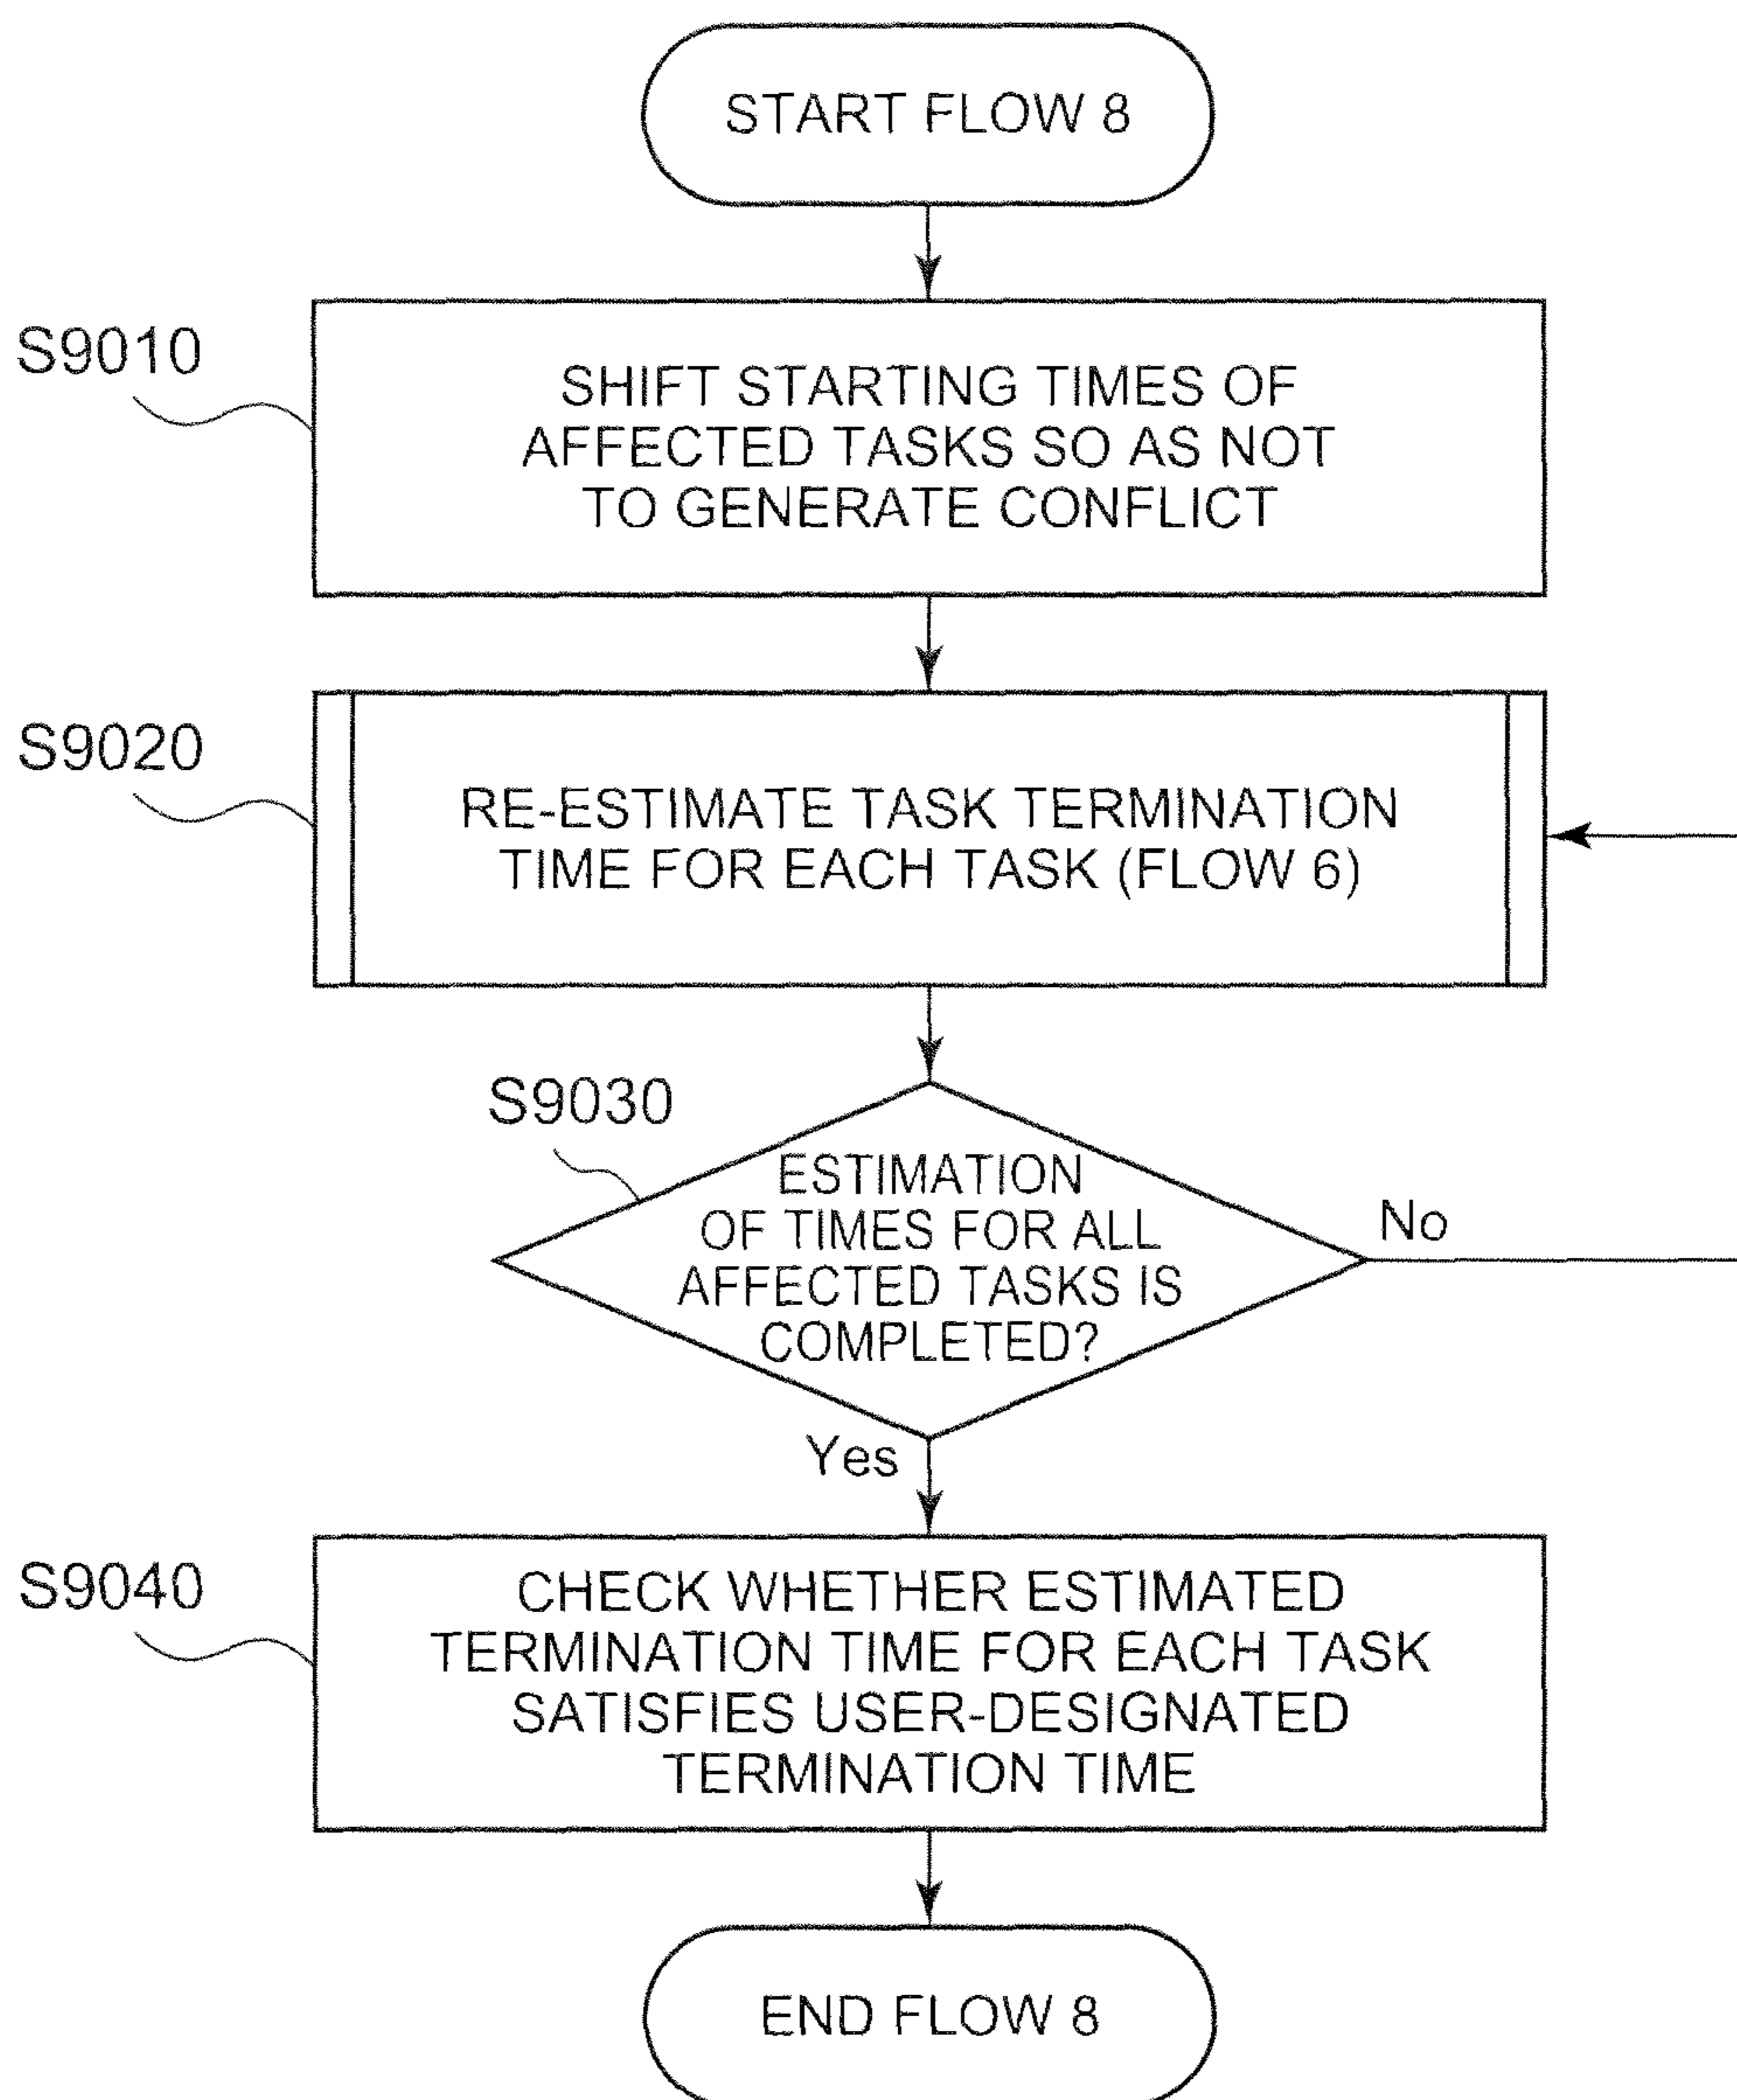 START FLOW 8
S9010
SHIFT STARTING TIMES OF
AFFECTED TASKS SO AS NOT
TO GENERATE CONFLICT
S9020
RE-ESTIMATE TASK TERMINATION
TIME FOR EACH TASK (FLOW 6)
S9030
ESTIMATION
OF TIMES FOR ALL
AFFECTED TASKS IS
COMPLETED?
No
Yes
S9040
CHECK WHETHER ESTIMATED
TERMINATION TIME FOR EACH TASK
SATISFIES USER-DESIGNATED
TERMINATION TIME
END FLOW 8